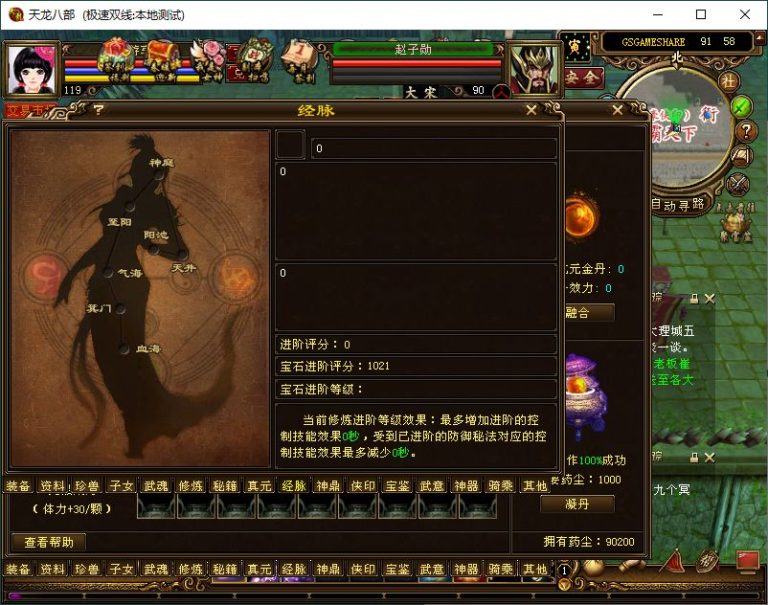 天龙八部 (极速双线:本地测试)
赵子勋
寅
GSGAMESHARE 91 58
安全
北
119
大宋
90
社
交易市场
?
经脉
自动寻路
神庭
至阳
阳池
天井
气海
箕门
血海
0
0
0
进阶评分：0
宝石进阶评分：1021
宝石进阶等级：
当前修炼进阶等级效果：最多增加进阶的控
制技能效果0秒，受到已进阶的防御秘法对应的控
制技能效果最多减少0秒。
元金丹：0
效力：0
融合
大理城五
一谈。
老板崔
送至各大
作100%成功
药尘：1000
九个冥
装备 资料 珍兽 子女 武魂 修炼 秘籍 真元 经脉 神鼎 侠印 宝鉴 武意 神器 骑乘 其他
(体力+30/颗)
凝丹
查看帮助
拥有药尘：90200
装备 资料 珍兽 子女 武魂 修炼 秘籍 真元 经脉 神鼎 侠印 宝鉴 武意 神器 骑乘 其他
1